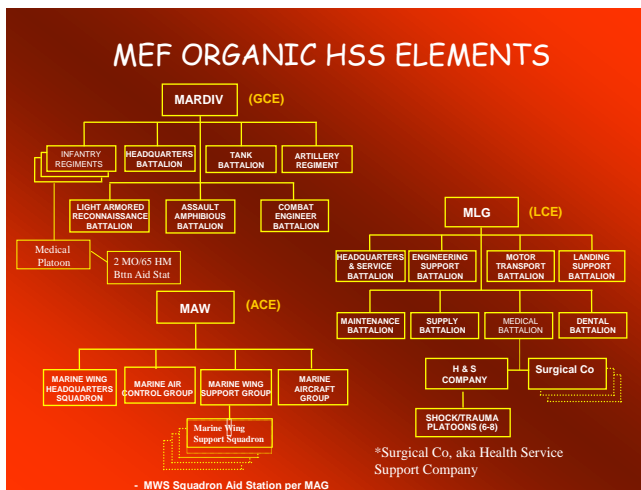 MEF ORGANIC HSS ELEMENTS
MARDIV
(GCE)
INFANTRY
REGIMENTS
HEADQUARTERS
BATTALION
TANK
BATTALION
ARTILLERY
REGIMENT
LIGHT ARMORED
RECONNAISSANCE
BATTALION
ASSAULT
AMPHIBIOUS
BATTALION
COMBAT
ENGINEER
BATTALION
Medical
Platoon
2 MO/65 HM
Bttn Aid Stat
MLG
(LCE)
HEADQUARTERS
& SERVICE
BATTALION
ENGINEERING
SUPPORT
BATTALION
MOTOR
TRANSPORT
BATTALION
LANDING
SUPPORT
BATTALION
MAINTENANCE
BATTALION
SUPPLY
BATTALION
MEDICAL
BATTALION
DENTAL
BATTALION
H & S
COMPANY
Surgical Co
SHOCK/TRAUMA
PLATOONS (6-8)
*Surgical Co, aka Health Service
Support Company
MAW
(ACE)
MARINE WING
HEADQUARTERS
SQUADRON
MARINE AIR
CONTROL GROUP
MARINE WING
SUPPORT GROUP
MARINE
AIRCRAFT
GROUP
Marine Wing
Support Squadron
- MWS Squadron Aid Station per MAG